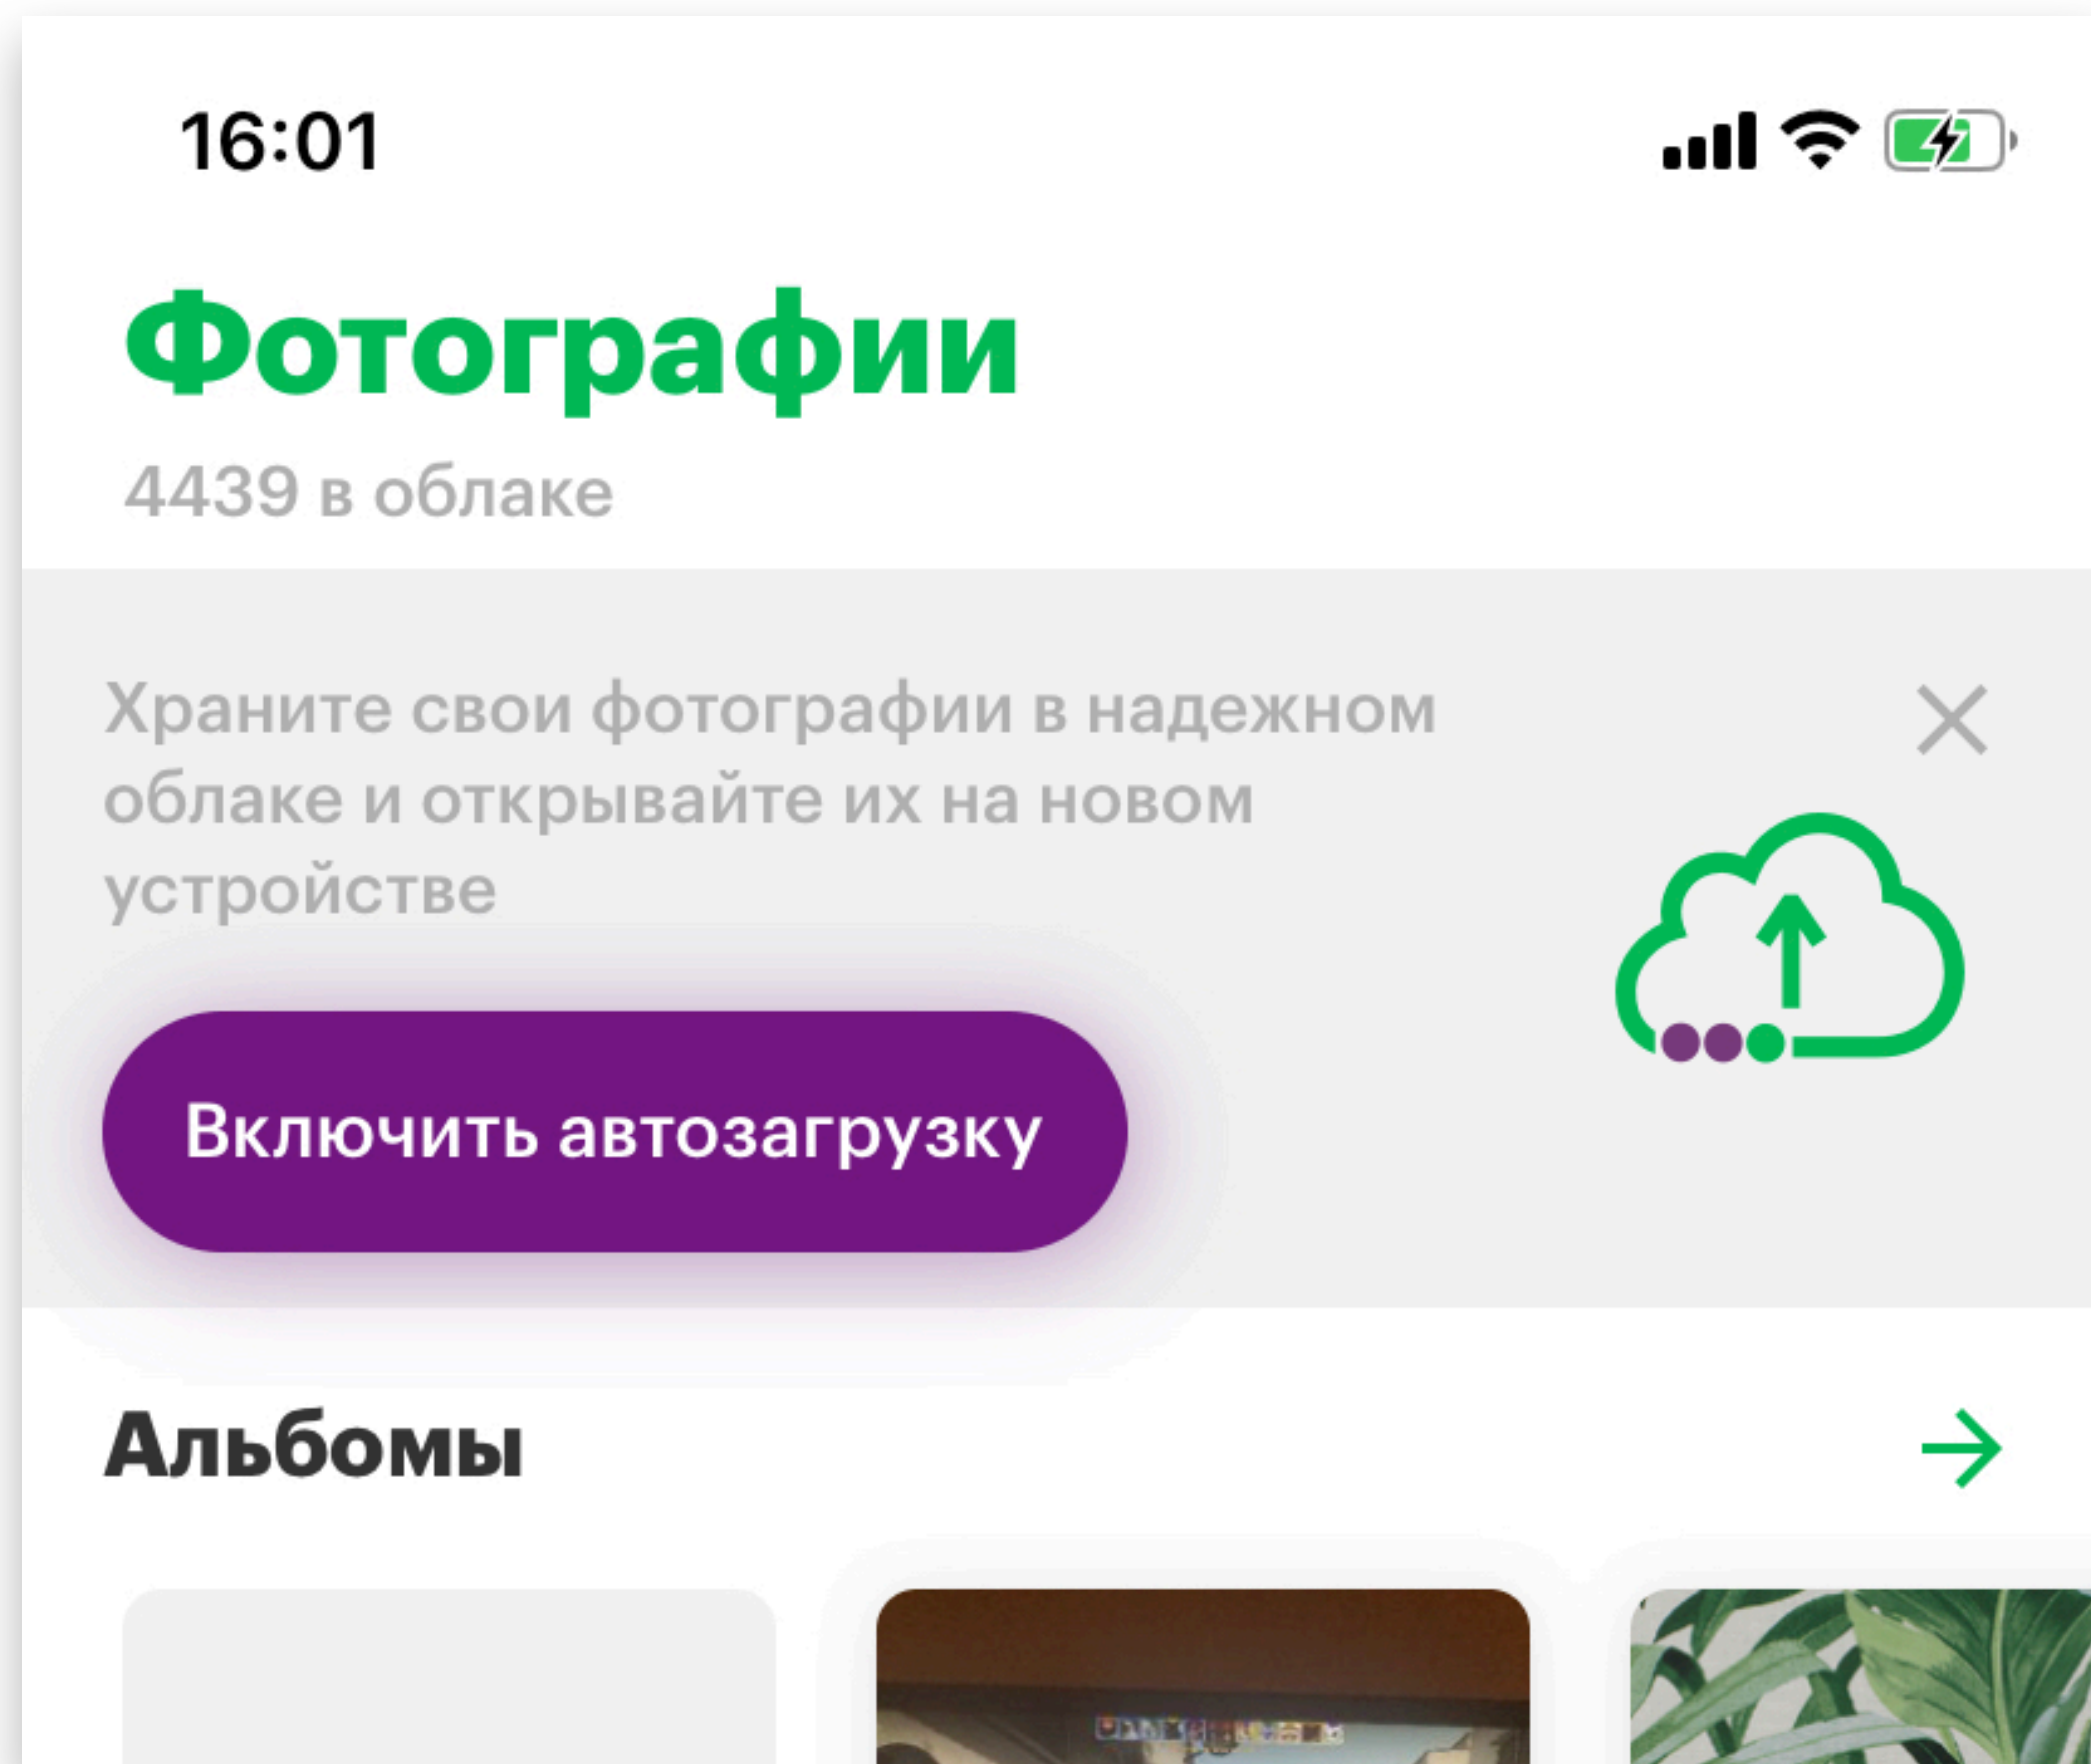 16:01
Фотографии
4439 в облаке
Храните свои фотографии в надежном
облаке и открывайте их на новом
устройстве
Включить автозагрузку
Альбомы